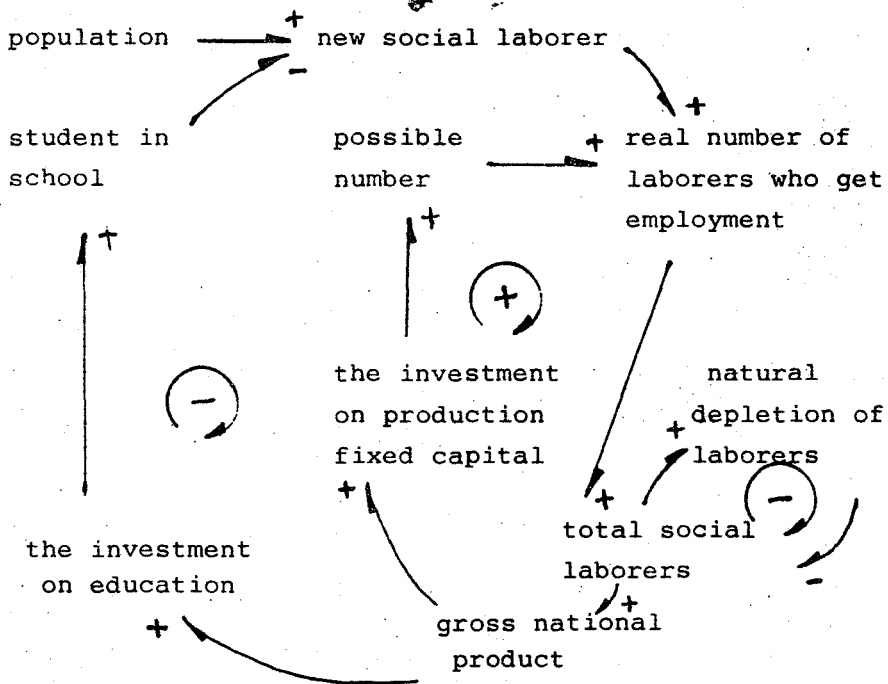 population
+
new social laborer
-
+
student in
school
possible
number
+
real number of
laborers who get
employment
+
+
+
-
the investment
on production
fixed capital
natural
depletion of
laborers
+
-
+
+
total social
laborers
-
the investment
on education
+
+
gross national
product